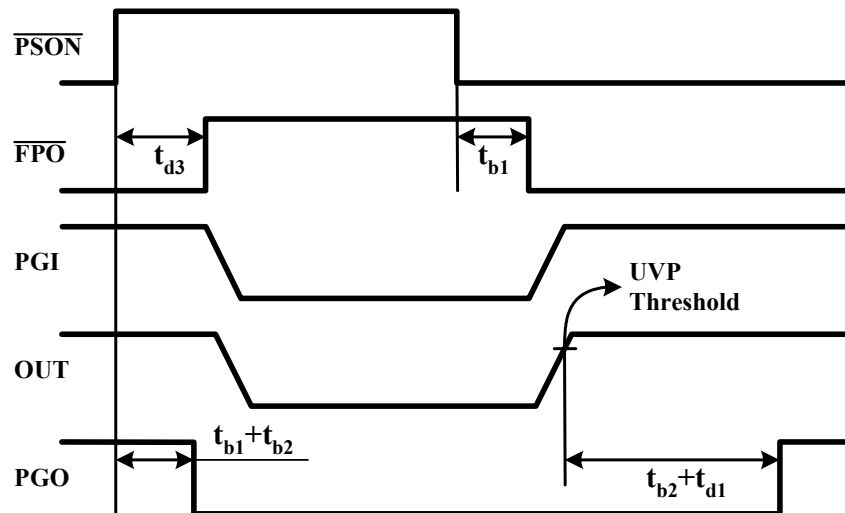 PSON
FPO
t_d3
t_b1
PGI
UVP
Threshold
OUT
t_b1+t_b2
PGO
t_b2+t_d1